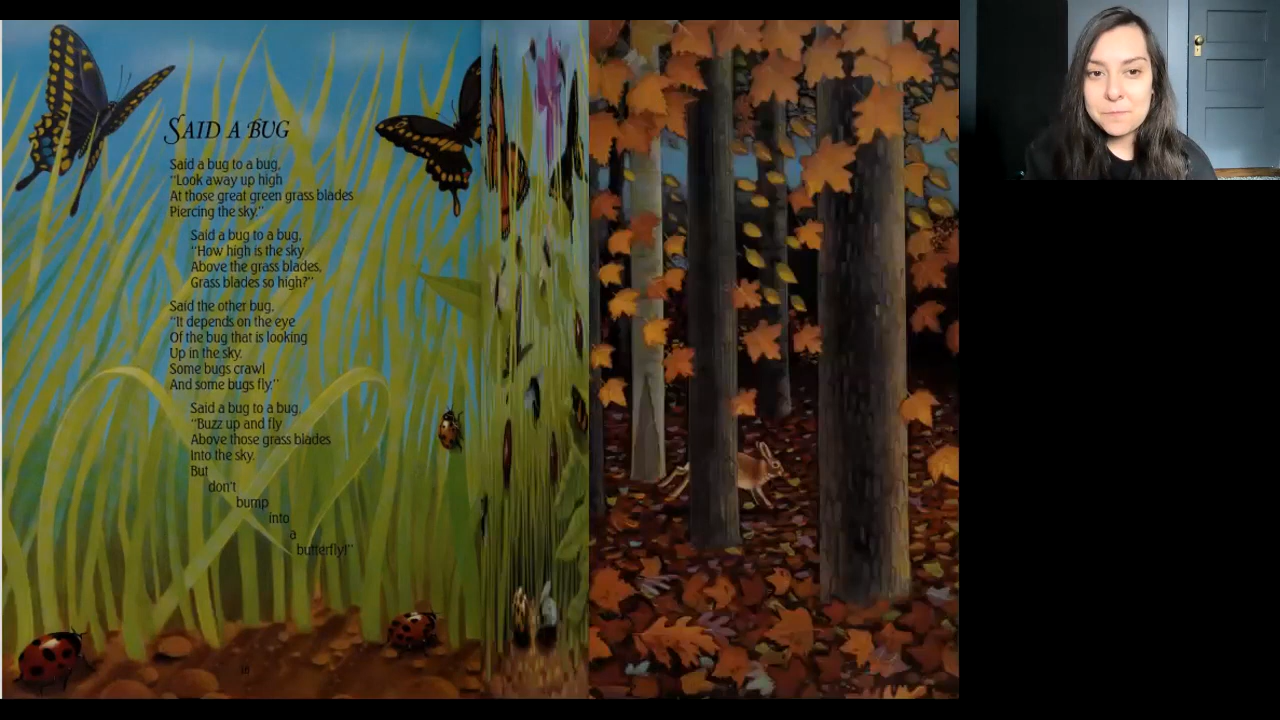 SAID A BUG
Said a bug to a bug,
"Look away up high
At those great green grass blades
Piercing the sky."
Said a bug to a bug,
"How high is the sky
Above the grass blades,
Grass blades so high?"
Said the other bug,
"It depends on the eye
Of the bug that is looking
Up in the sky.
Some bugs crawl
And some bugs fly."
Said a bug to a bug,
"Buzz up and fly
Above those grass blades
Into the sky.
But
don't
bump
into
a
butterfly!"